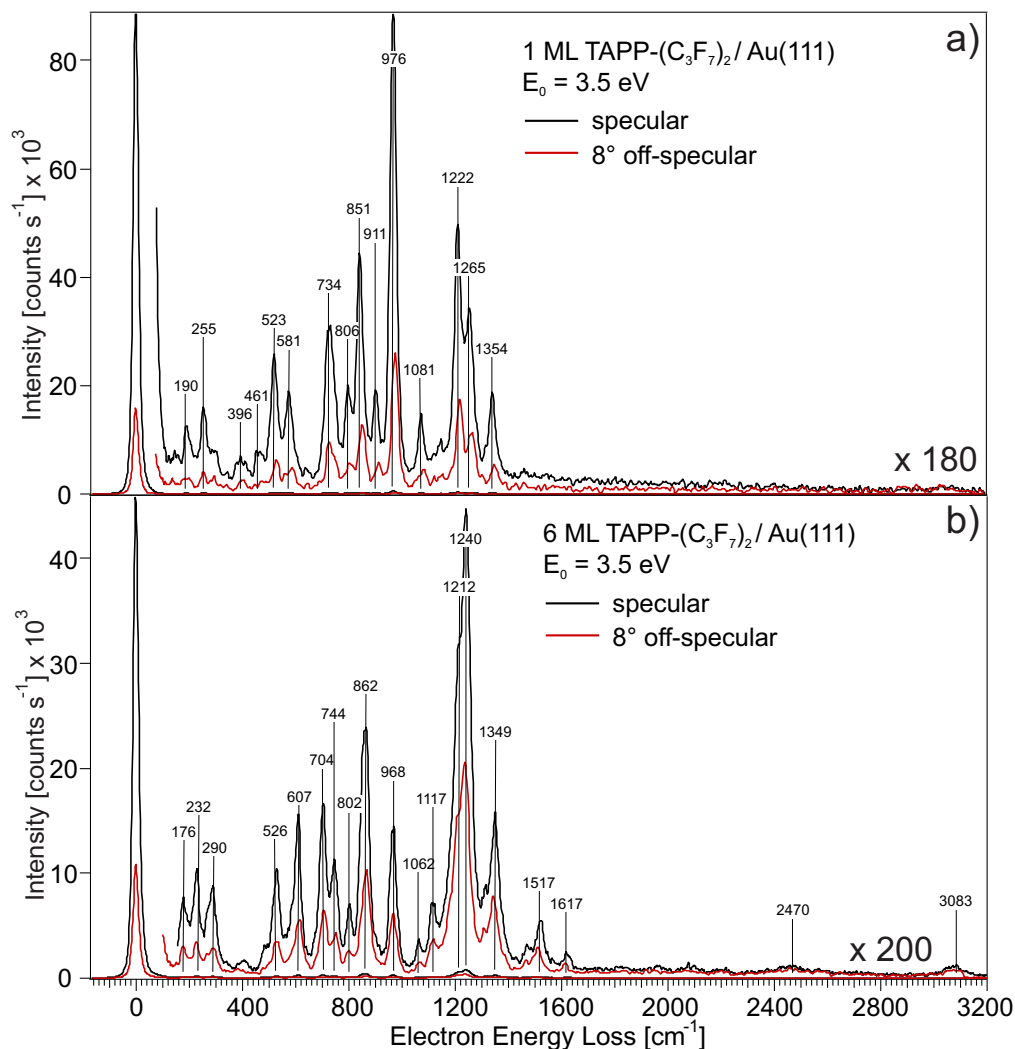 a)
1 ML TAPP-(C₃F₇)₂ / Au(111)
E₀ = 3.5 eV
specular
8° off-specular
Intensity [counts s⁻¹] x 10³
80
60
40
20
0
190
255
396
461
523
581
734
806
851
911
976
1081
1222
1265
1354
x 180
b)
6 ML TAPP-(C₃F₇)₂ / Au(111)
E₀ = 3.5 eV
specular
8° off-specular
Intensity [counts s⁻¹] x 10³
40
30
20
10
0
176
232
290
526
607
704
744
802
862
968
1062
1117
1212
1240
1349
1517
1617
2470
3083
x 200
0 400 800 1200 1600 2000 2400 2800 3200
Electron Energy Loss [cm⁻¹]